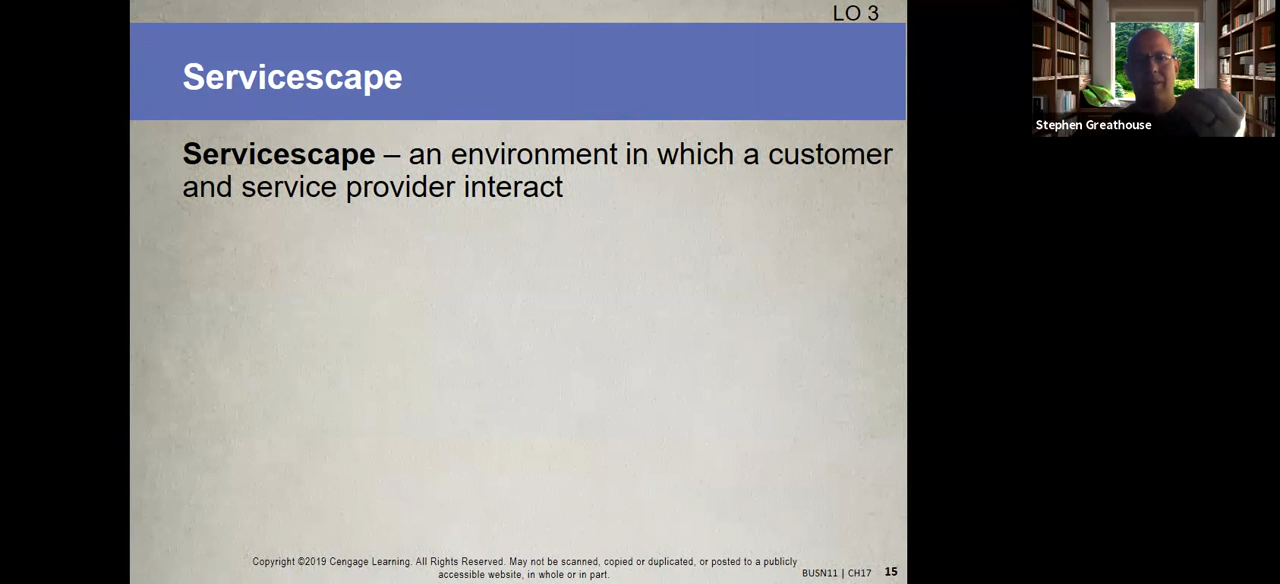 LO 3
Servicescape
Servicescape – an environment in which a customer
and service provider interact
Copyright ©2019 Cengage Learning. All Rights Reserved. May not be scanned, copied or duplicated, or posted to a publicly
accessible website, in whole or in part.
BUSN11 | CH17 15
Stephen Greathouse